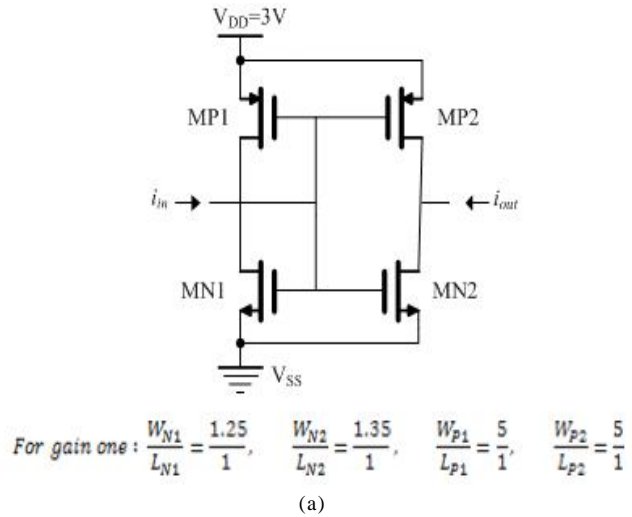 V_DD=3V
MP1 MP2
i_in i_out
MN1 MN2
V_SS
For gain one : W_N1/L_N1 = 1.25/1, W_N2/L_N2 = 1.35/1, W_P1/L_P1 = 5/1, W_P2/L_P2 = 5/1
(a)